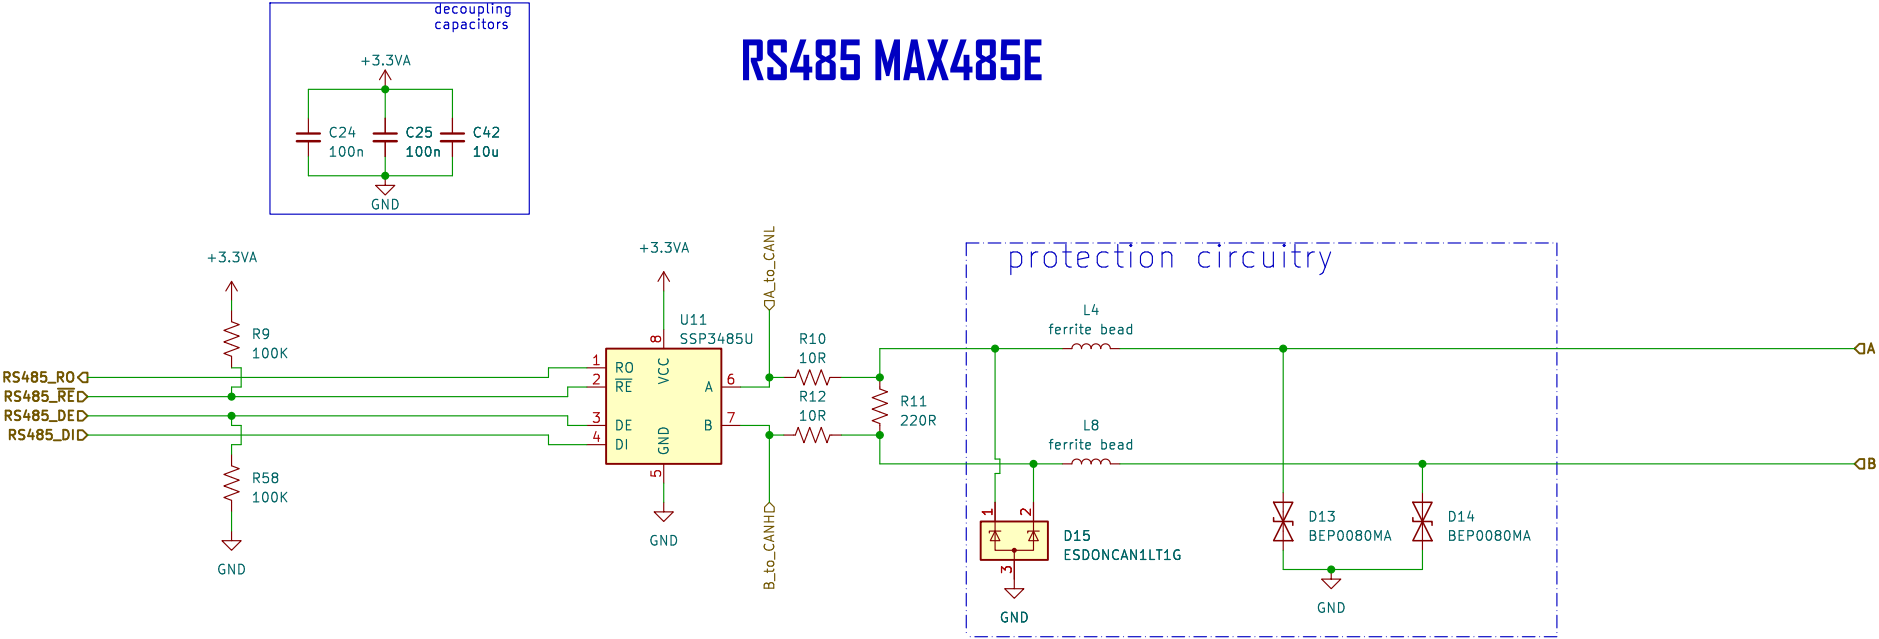 decoupling
capacitors
RS485 MAX485E
+3.3VA
C24
100n
C25
100n
C42
10u
GND
+3.3VA
R9
100K
RS485_RO
RS485_RE
RS485_DE
RS485_DI
R58
100K
GND
+3.3VA
U11
SSP3485U
8
VCC
1
RO
2
RE
3
DE
4
DI
A
6
B
7
GND
5
GND
A_to_CANL
B_to_CANH
R10
10R
R12
10R
R11
220R
protection circuitry
L4
ferrite bead
L8
ferrite bead
1
2
3
D15
ESDONCAN1LT1G
GND
D13
BEP0080MA
D14
BEP0080MA
GND
A
B